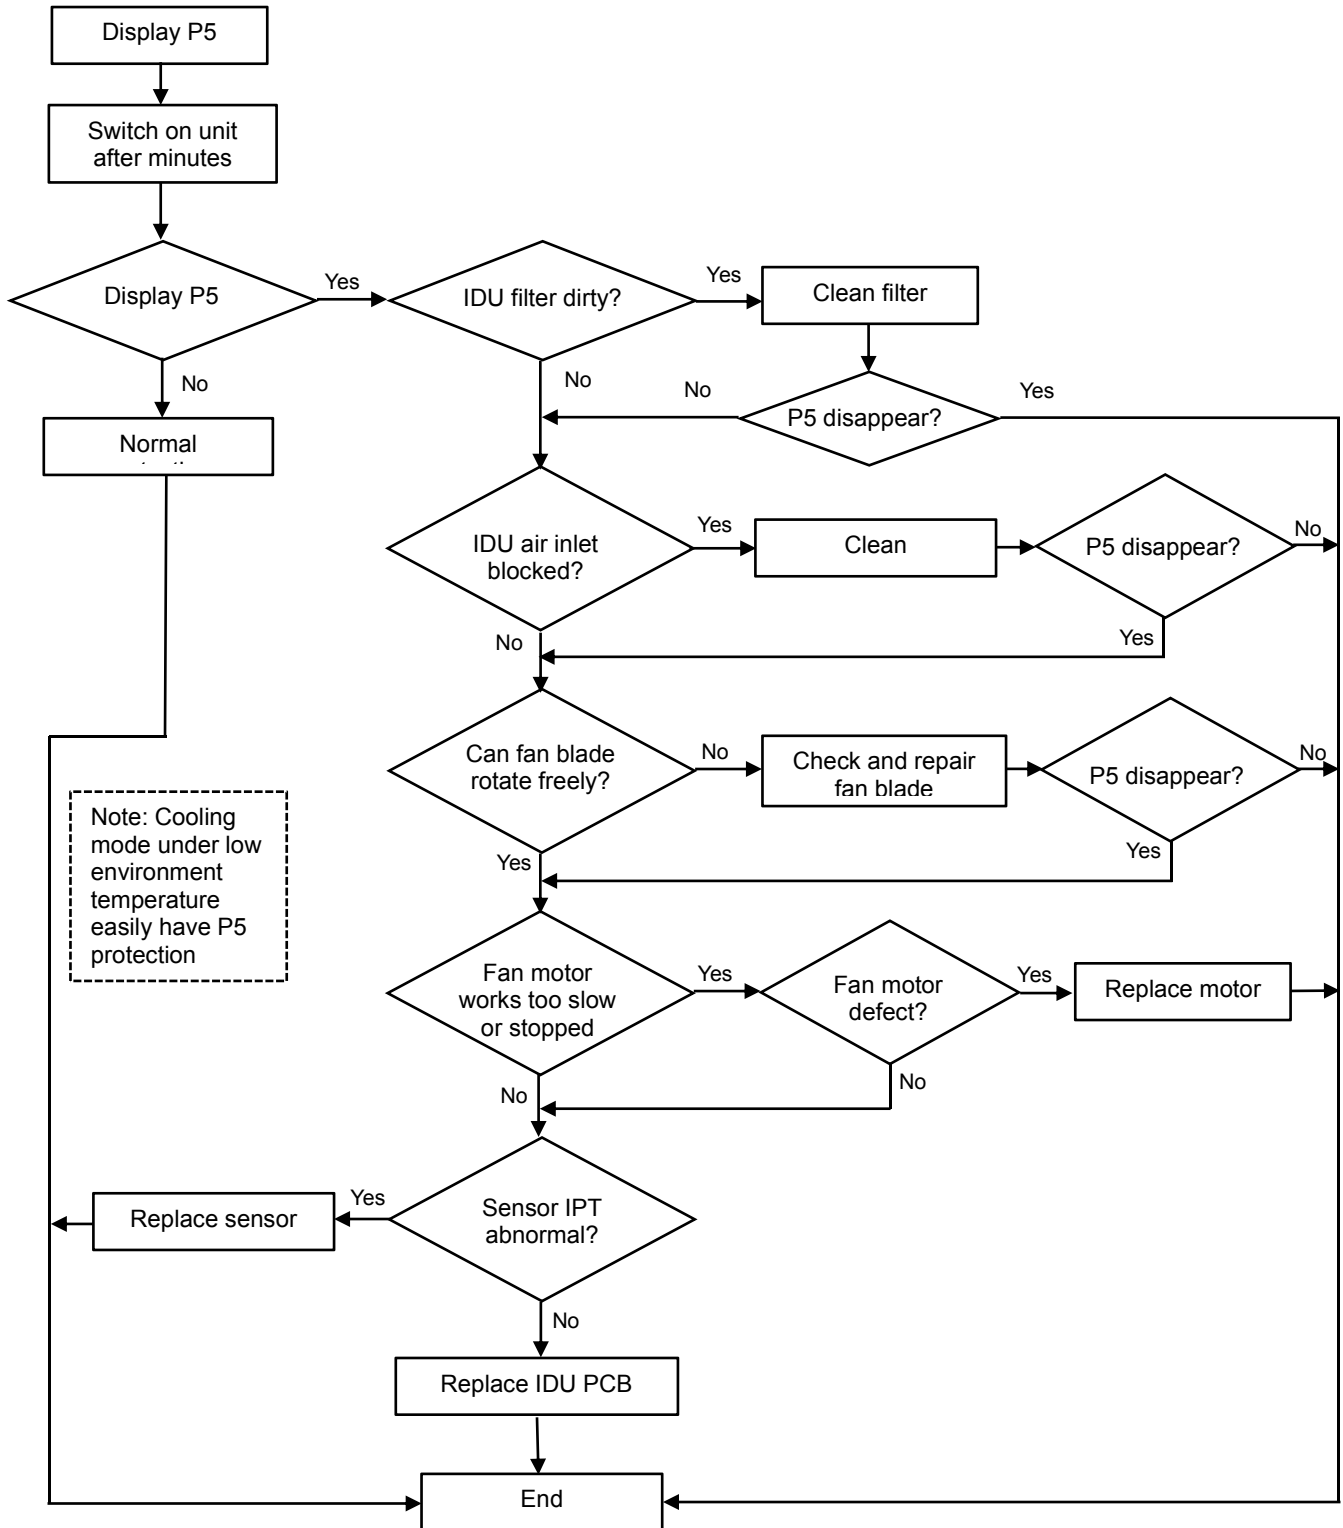 Display P5
Switch on unit
after minutes
Display P5
Yes
IDU filter dirty?
Yes
Clean filter
No
No
No
Yes
P5 disappear?
Normal
IDU air inlet
blocked?
Yes
Clean
P5 disappear?
No
No
Yes
Can fan blade
rotate freely?
No
Check and repair
fan blade
P5 disappear?
No
Yes
Yes
Note: Cooling
mode under low
environment
temperature
easily have P5
protection
Fan motor
works too slow
or stopped
Yes
Fan motor
defect?
Yes
Replace motor
No
No
Sensor IPT
abnormal?
Yes
Replace sensor
No
Replace IDU PCB
End